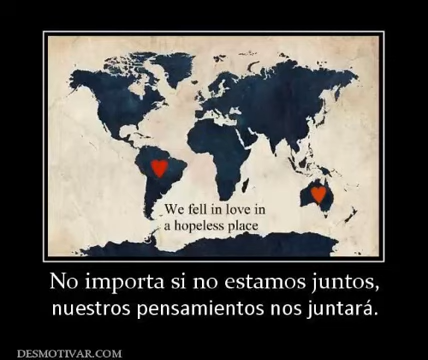 We fell in love in
a hopeless place
No importa si no estamos juntos,
nuestros pensamientos nos juntará.
DESMOTIVAR.COM